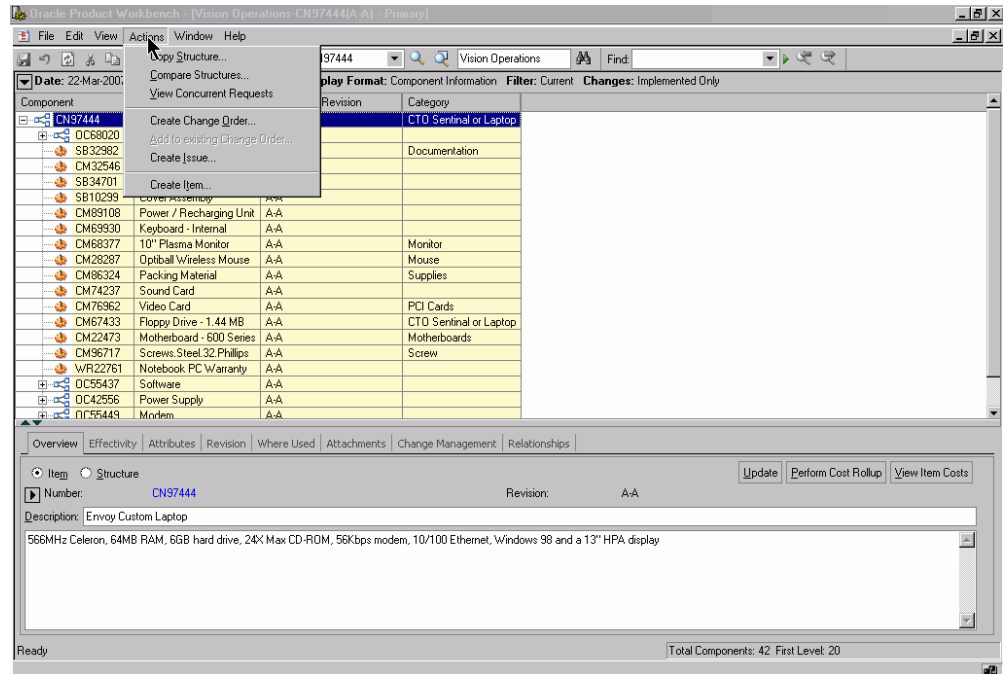 Oracle Product Workbench - [Vision Operations-CN97444[A-A] - Primary]
File Edit View Actions Window Help
97444 Vision Operations Find:
Date: 22-Mar-2007 play Format: Component Information Filter: Current Changes: Implemented Only
Copy Structure...
Compare Structures...
View Concurrent Requests
Create Change Order...
Add to existing Change Order...
Create Issue...
Create Item...
Component Revision Category
CN97444 CTO Sentinal or Laptop
OC68020
SB32982 Documentation
CM32546
SB34701
SB10299 Cover Assembly A-A
CM89108 Power / Recharging Unit A-A
CM69930 Keyboard - Internal A-A
CM68377 10" Plasma Monitor A-A Monitor
CM28287 Optiball Wireless Mouse A-A Mouse
CM86324 Packing Material A-A Supplies
CM74237 Sound Card A-A
CM76962 Video Card A-A PCI Cards
CM67433 Floppy Drive - 1.44 MB A-A CTO Sentinal or Laptop
CM22473 Motherboard - 600 Series A-A Motherboards
CM96717 Screws.Steel.32.Phillips A-A Screw
WR22761 Notebook PC Warranty A-A
OC55437 Software A-A
OC42556 Power Supply A-A
OC55449 Modem A-A
Overview Effectivity Attributes Revision Where Used Attachments Change Management Relationships
Item Structure Update Perform Cost Rollup View Item Costs
Number: CN97444 Revision: A-A
Description: Envoy Custom Laptop
566MHz Celeron, 64MB RAM, 6GB hard drive, 24X Max CD-ROM, 56Kbps modem, 10/100 Ethernet, Windows 98 and a 13" HPA display
Ready Total Components: 42 First Level: 20